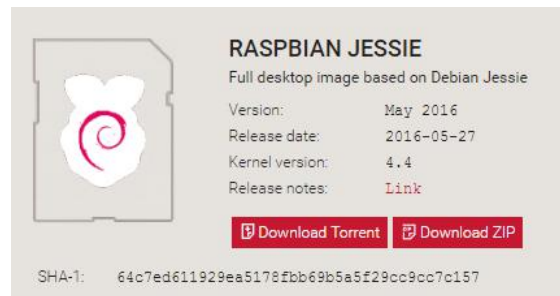 RASPBIAN JESSIE
Full desktop image based on Debian Jessie
Version: May 2016
Release date: 2016-05-27
Kernel version: 4.4
Release notes: Link
Download Torrent Download ZIP
SHA-1: 64c7ed611929ea5178fbb69b5a5f29cc9cc7c157